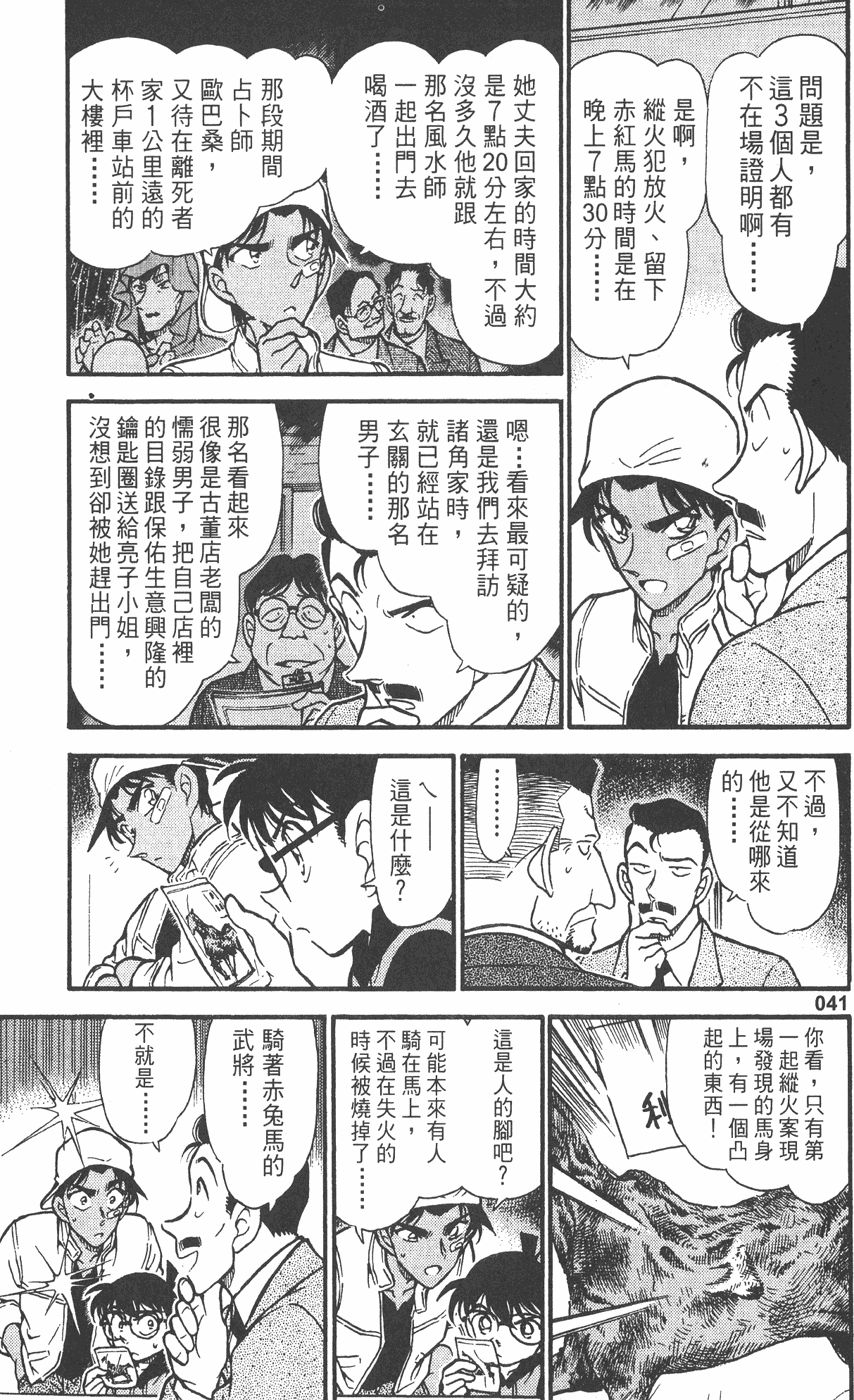 問題是，
這3個人都有
不在場證明啊……
是啊，
縱火犯放火、留下
赤紅馬的時間是在
晚上7點30分……
她丈夫回家的時間大約
是7點20分左右，不過
沒多久他就跟
那名風水師
一起出門去
喝酒了……
那段期間
占卜師
歐巴桑，
又待在離死者
家1公里遠的
杯戶車站前的
大樓裡……
嗯…看來最可疑的，
還是我們去拜訪
諸角家時，
就已經站在
玄關的那名
男子……
那名看起來
很像是古董店老闆的
懦弱男子，把自己店裡
的目錄跟保佑生意興隆的
鑰匙圈送給亮子小姐，
沒想到卻被她趕出門……
不過，
又不知道
他是從哪來
的……
……
ㄟ──
這是什麼？
041
你看，只有第
一起縱火案現
場發現的馬身
上，有一個凸
起的東西！
利
這是人的腳吧？
可能本來有人
騎在馬上，
不過在失火的
時候被燒掉了……
騎著赤兔馬的
武將……
不就是……